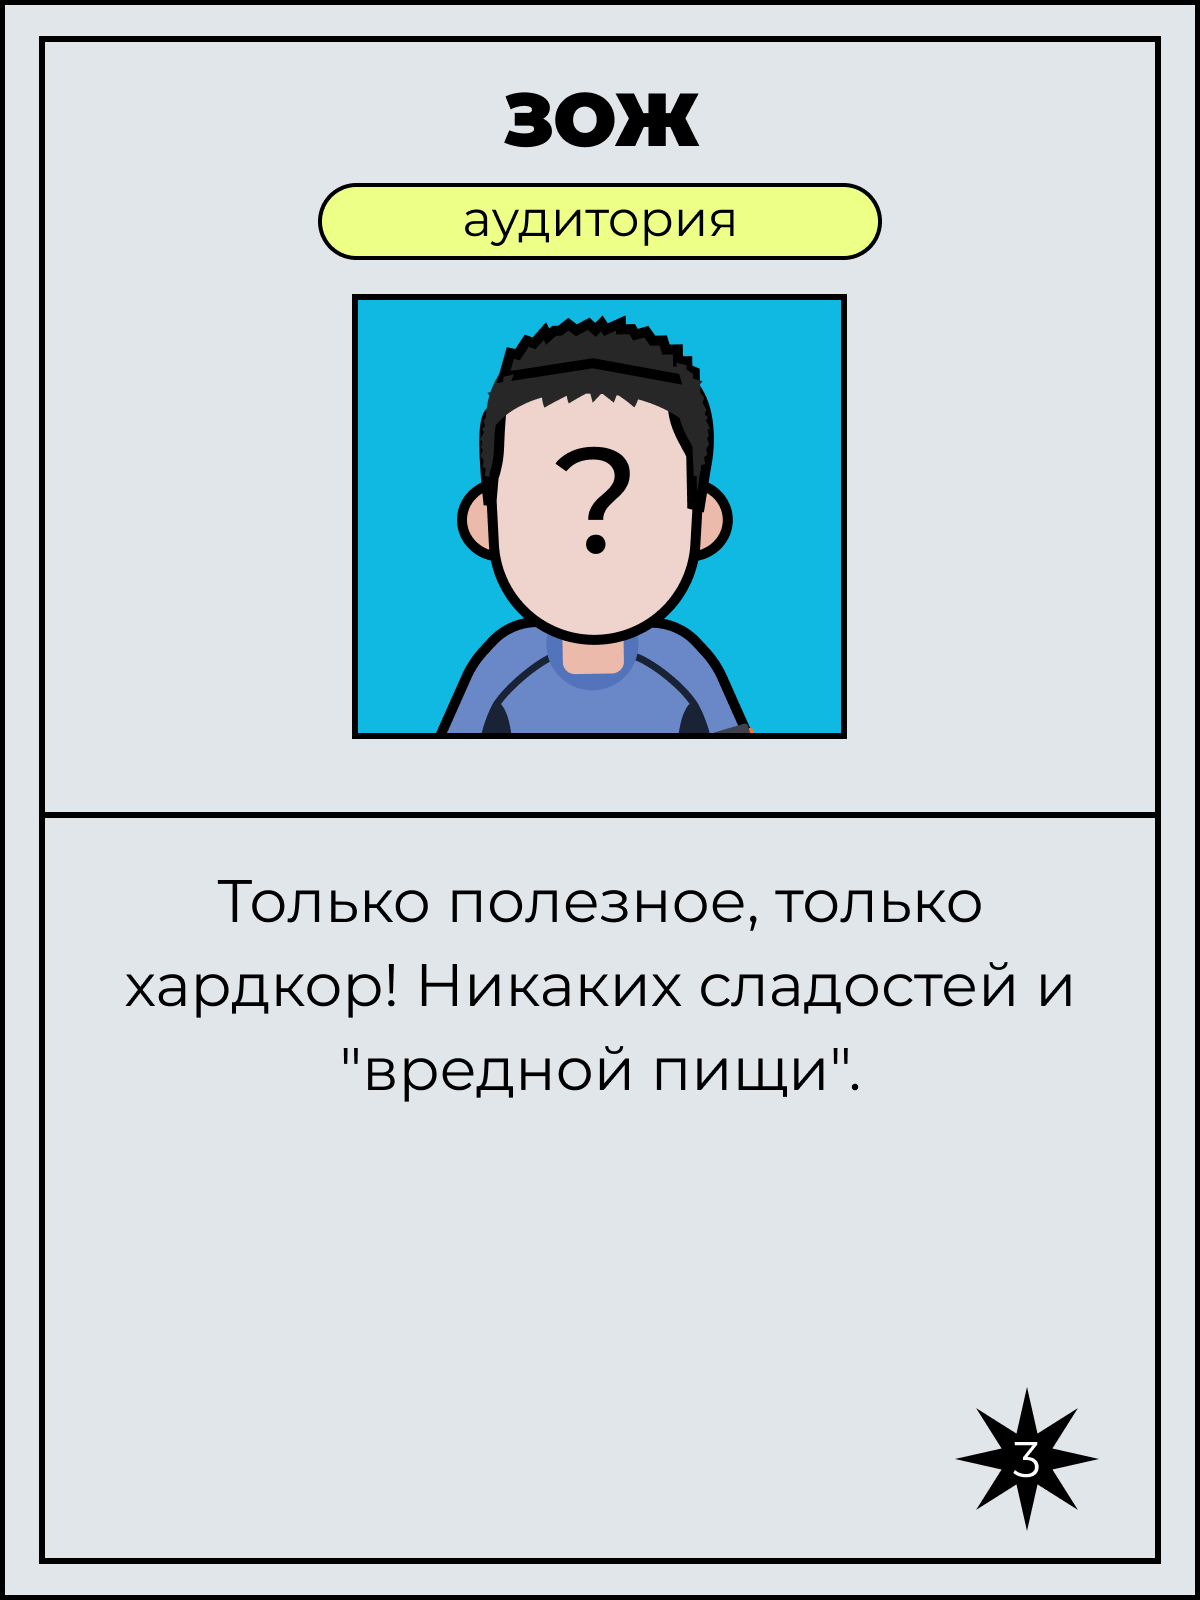 зож
аудитория
?
Только полезное, только
хардкор! Никаких сладостей и
"вредной пищи".
3